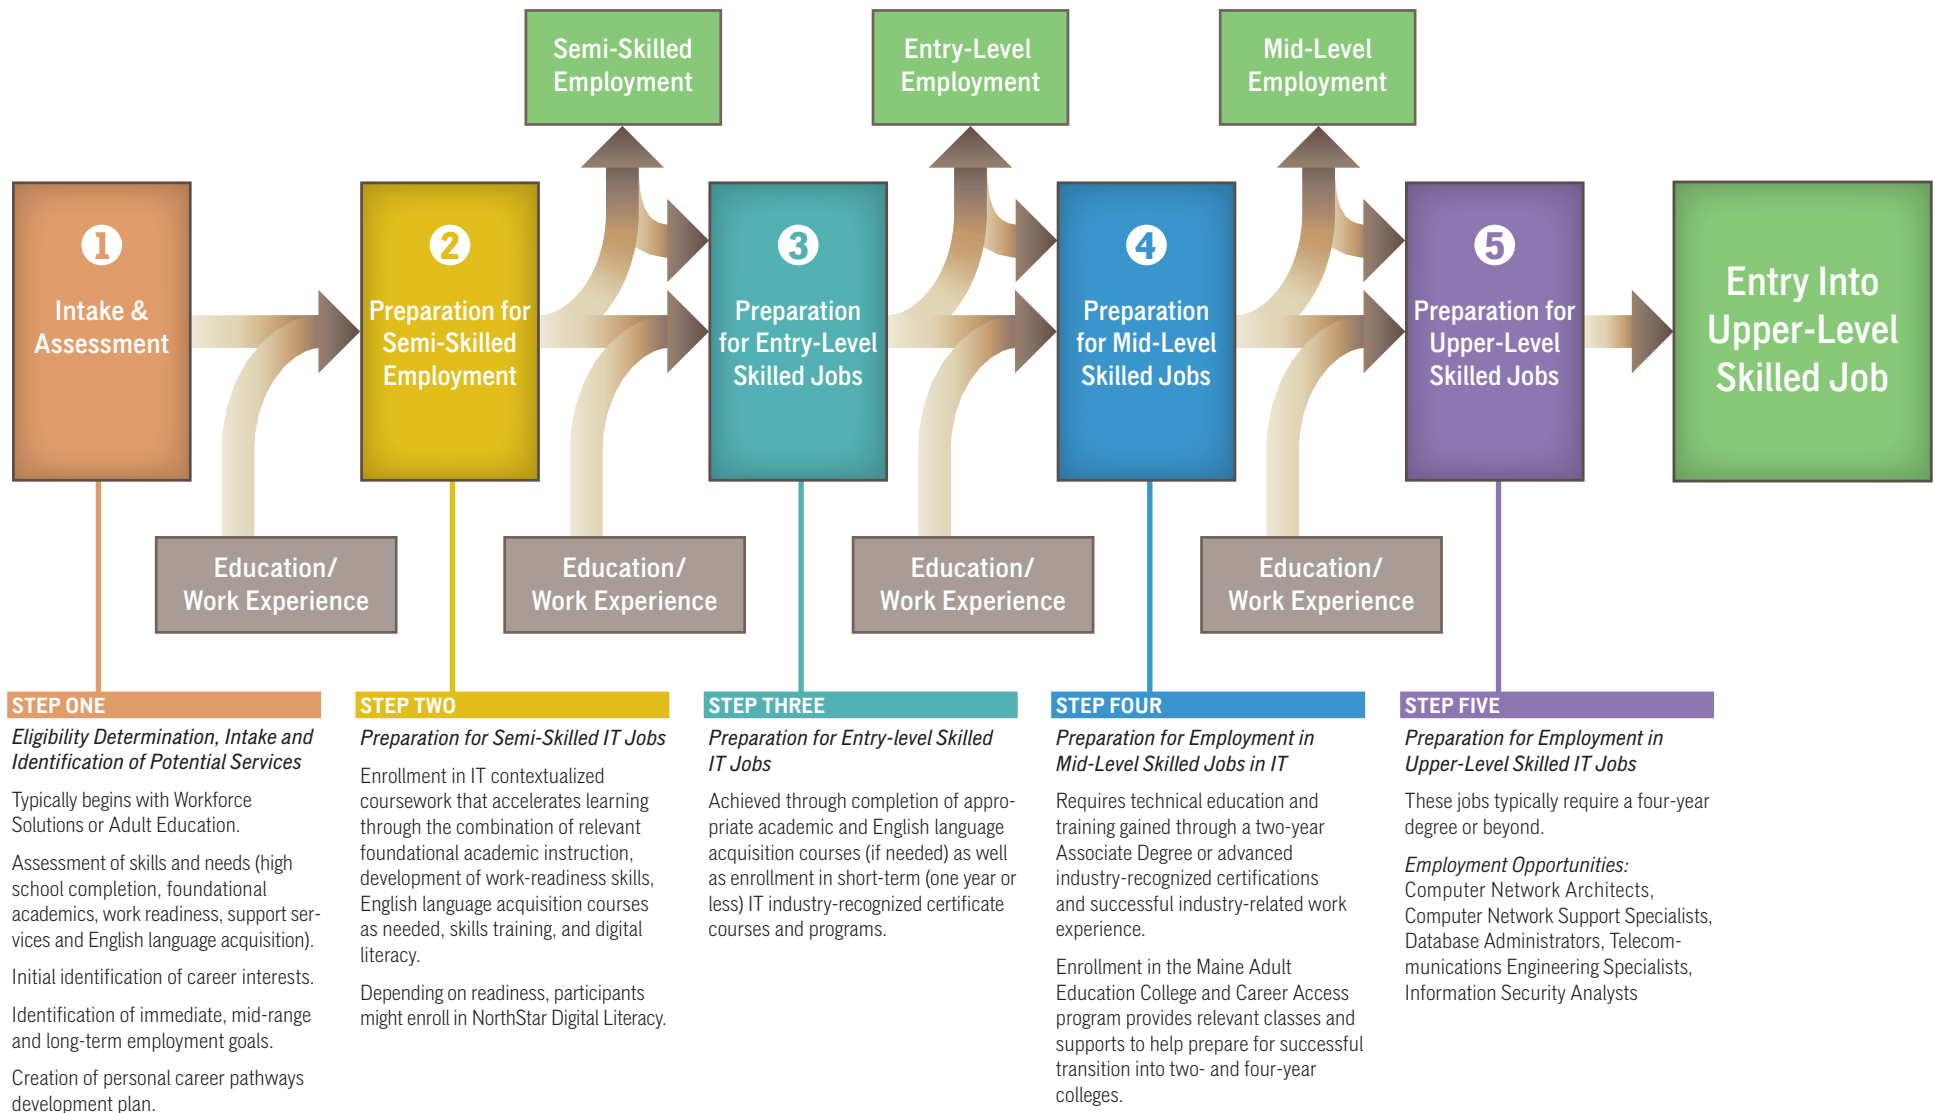 Semi-Skilled
Employment
Entry-Level
Employment
Mid-Level
Employment
1
Intake &
Assessment
2
Preparation for
Semi-Skilled
Employment
3
Preparation
for Entry-Level
Skilled Jobs
4
Preparation
for Mid-Level
Skilled Jobs
5
Preparation for
Upper-Level
Skilled Jobs
Entry Into
Upper-Level
Skilled Job
Education/
Work Experience
Education/
Work Experience
Education/
Work Experience
Education/
Work Experience
STEP ONE
Eligibility Determination, Intake and
Identification of Potential Services
Typically begins with Workforce
Solutions or Adult Education.
Assessment of skills and needs (high
school completion, foundational
academics, work readiness, support ser-
vices and English language acquisition).
Initial identification of career interests.
Identification of immediate, mid-range
and long-term employment goals.
Creation of personal career pathways
development plan.
STEP TWO
Preparation for Semi-Skilled IT Jobs
Enrollment in IT contextualized
coursework that accelerates learning
through the combination of relevant
foundational academic instruction,
development of work-readiness skills,
English language acquisition courses
as needed, skills training, and digital
literacy.
Depending on readiness, participants
might enroll in NorthStar Digital Literacy.
STEP THREE
Preparation for Entry-level Skilled
IT Jobs
Achieved through completion of appro-
priate academic and English language
acquisition courses (if needed) as well
as enrollment in short-term (one year or
less) IT industry-recognized certificate
courses and programs.
STEP FOUR
Preparation for Employment in
Mid-Level Skilled Jobs in IT
Requires technical education and
training gained through a two-year
Associate Degree or advanced
industry-recognized certifications
and successful industry-related work
experience.
Enrollment in the Maine Adult
Education College and Career Access
program provides relevant classes and
supports to help prepare for successful
transition into two- and four-year
colleges.
STEP FIVE
Preparation for Employment in
Upper-Level Skilled IT Jobs
These jobs typically require a four-year
degree or beyond.
Employment Opportunities:
Computer Network Architects,
Computer Network Support Specialists,
Database Administrators, Telecom-
munications Engineering Specialists,
Information Security Analysts